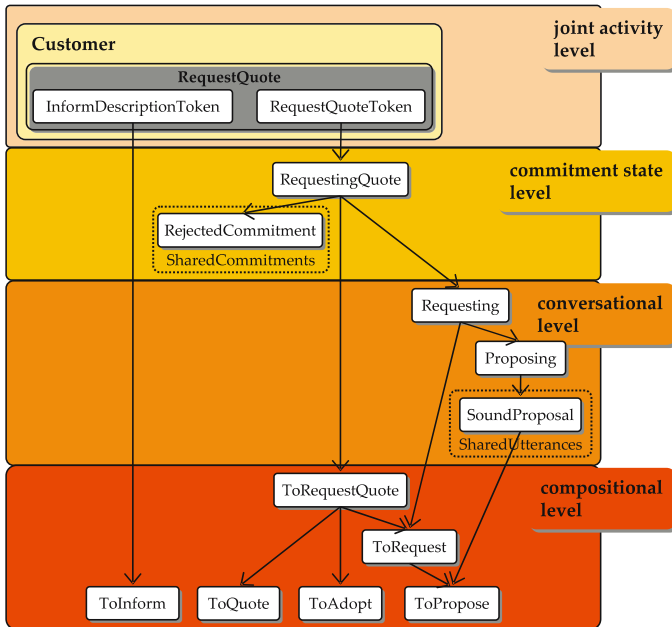 joint activity
level
Customer
RequestQuote
InformDescriptionToken
RequestQuoteToken
commitment state
level
RequestingQuote
RejectedCommitment
SharedCommitments
conversational
level
Requesting
Proposing
SoundProposal
SharedUtterances
compositional
level
ToRequestQuote
ToRequest
ToInform
ToQuote
ToAdopt
ToPropose